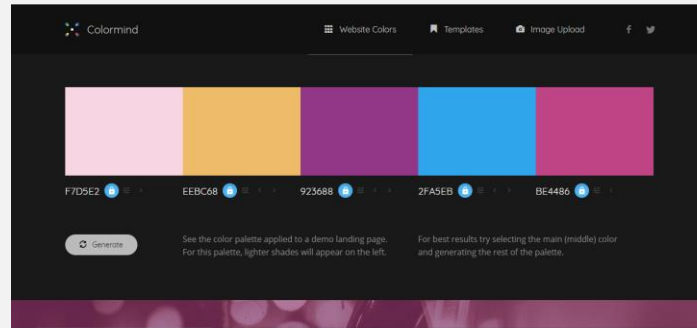 Colormind
Website Colors
Templates
Image Upload
F7D5E2
EEBC68
923688
2FA5EB
BE4486
Generate
See the color palette applied to a demo landing page.
For this palette, lighter shades will appear on the left.
For best results try selecting the main (middle) color
and generating the rest of the palette.